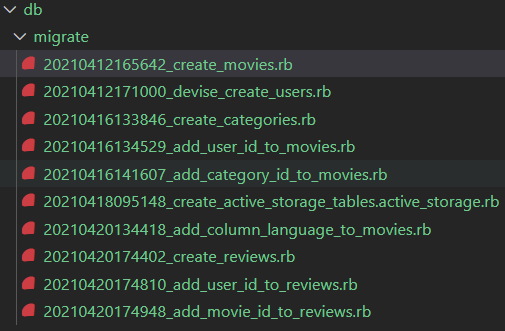 db
migrate
20210412165642_create_movies.rb
20210412171000_devise_create_users.rb
20210416133846_create_categories.rb
20210416134529_add_user_id_to_movies.rb
20210416141607_add_category_id_to_movies.rb
20210418095148_create_active_storage_tables.active_storage.rb
20210420134418_add_column_language_to_movies.rb
20210420174402_create_reviews.rb
20210420174810_add_user_id_to_reviews.rb
20210420174948_add_movie_id_to_reviews.rb